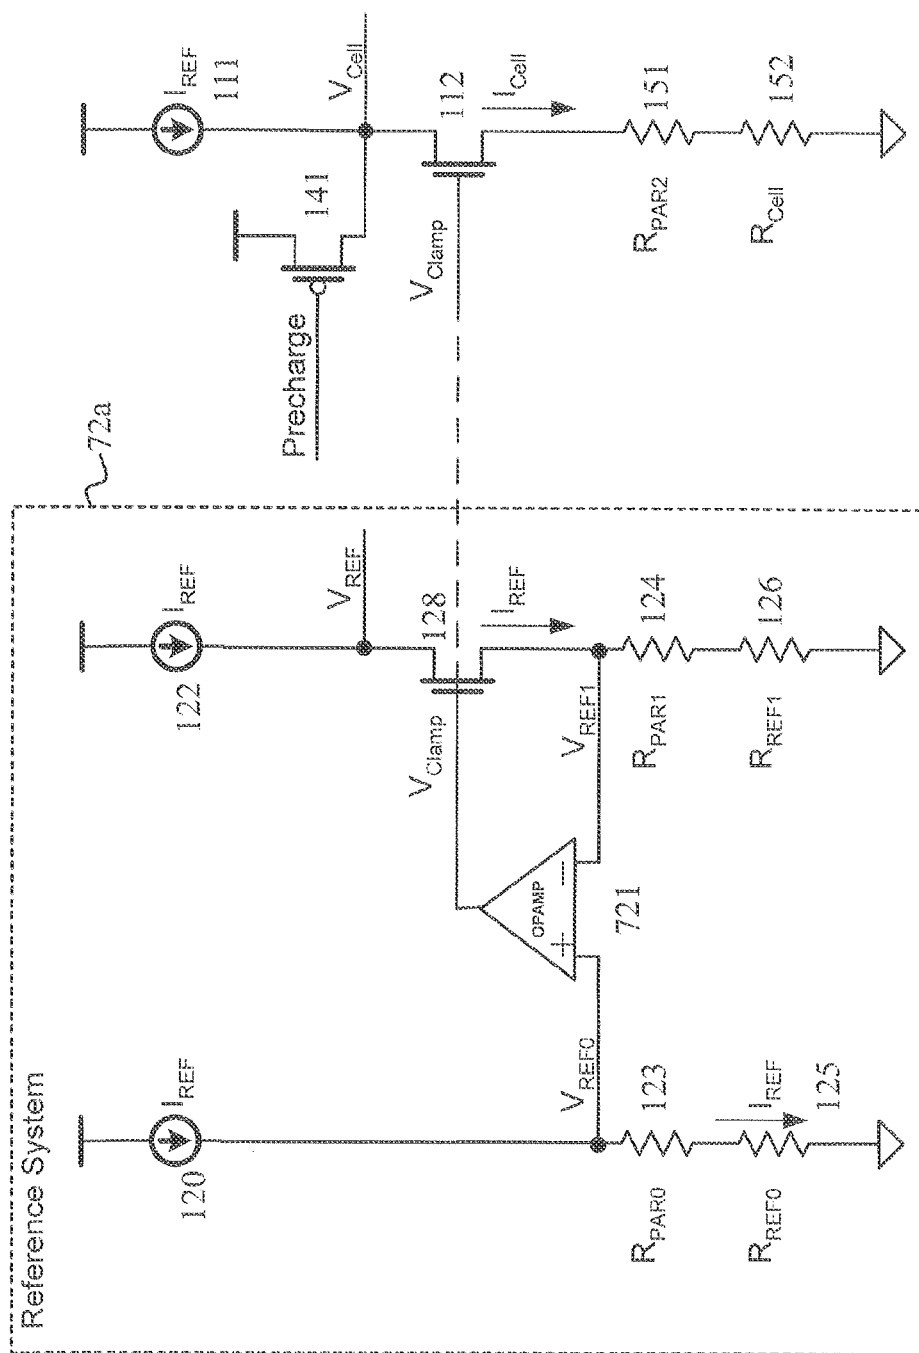 Reference System
72a
I_REF
120
V_REF0
R_PAR0
123
R_REF0
I_REF
125
OPAMP
+
−
721
I_REF
122
V_REF
V_Clamp
128
I_REF
V_REF1
R_PAR1
124
R_REF1
126
Precharge
141
I_REF
111
V_Cell
V_Clamp
112
I_Cell
R_PAR2
151
R_Cell
152